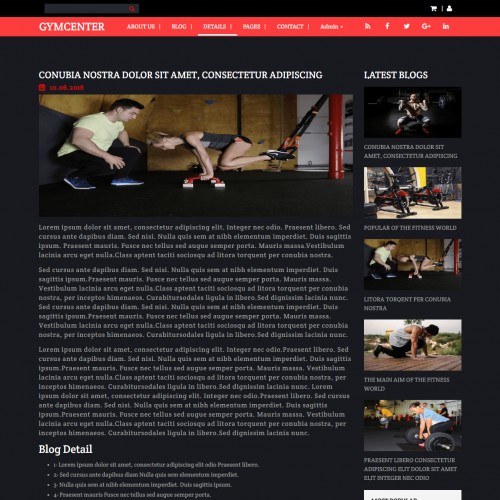 GYMCENTER
ABOUT US | BLOG | DETAILS | PAGES | CONTACT | Admin
CONUBIA NOSTRA DOLOR SIT AMET, CONSECTETUR ADIPISCING
10.06.2018
Lorem ipsum dolor sit amet, consectetur adipiscing elit. Integer nec odio. Praesent libero. Sed
cursus ante dapibus diam. Sed nisi. Nulla quis sem at nibh elementum imperdiet. Duis sagittis
ipsum. Praesent mauris. Fusce nec tellus sed augue semper porta. Mauris massa.Vestibulum
lacinia arcu eget nulla.Class aptent taciti sociosqu ad litora torquent per conubia nostra.
Sed cursus ante dapibus diam. Sed nisi. Nulla quis sem at nibh elementum imperdiet. Duis
sagittis ipsum.Praesent mauris. Fusce nec tellus sed augue semper porta. Mauris massa.
Vestibulum lacinia arcu eget nulla.Class aptent taciti sociosqu ad litora torquent per conubia
nostra, per inceptos himenaeos. Curabitursodales ligula in libero.Sed dignissim lacinia nunc.
Sed cursus ante dapibus diam. Sed nisi. Nulla quis sem at nibh elementum imperdiet. Duis
sagittis ipsum.Praesent mauris. Fusce nec tellus sed augue semper porta. Mauris massa.
Vestibulum lacinia arcu eget nulla.Class aptent taciti sociosqu ad litora torquent per conubia
nostra, per inceptos himenaeos. Curabitursodales ligula in libero.Sed dignissim lacinia nunc.
Lorem ipsum dolor sit amet, consectetur adipiscing elit. Integer nec odio.Praesent libero. Sed
cursus ante dapibus diam. Sed nisi. Nulla quis sem at nibh elementum imperdiet. Duis sagittis
ipsum.Praesent mauris. Fusce nec tellus sed augue semper porta. Mauris massa. Vestibulum
lacinia arcu eget nulla.Class aptent taciti sociosqu ad litora torquent per conubia nostra, per
inceptos himenaeos. Curabitursodales ligula in libero.Sed dignissim lacinia nunc. Lorem
ipsum dolor sit amet, consectetur adipiscing elit. Integer nec odio.Praesent libero. Sed cursus
ante dapibus diam. Sed nisi. Nulla quis sem at nibh elementum imperdiet. Duis sagittis
ipsum.Praesent mauris. Fusce nec tellus sed augue semper porta. Mauris massa. Vestibulum
lacinia arcu eget nulla.Class aptent taciti sociosqu ad litora torquent per conubia nostra, per
inceptos himenaeos. Curabitursodales ligula in libero.Sed dignissim lacinia nunc.
Blog Detail
1- Lorem ipsum dolor sit amet, consectetur adipiscing elit odio Praesent libero.
2- Sed cursus ante dapibus diam Nulla quis sem at nibh elementum imperdiet.
3- Nulla quis sem at nibh elementum imperdiet. Duis sagittis ipsum.
4- Praesent mauris Fusce nec tellus sed augue semper porta.
LATEST BLOGS
CONUBIA NOSTRA DOLOR SIT
AMET, CONSECTETUR ADIPISCING
POPULAR OF THE FITNESS WORLD
LITORA TORQENT PER CONUBIA
NOSTRA
THE MAIN AIM OF THE FITNESS
WORLD
PRAESENT LIBERO CONSECTETUR
ADIPISCING ELIT DOLOR SIT AMET
ELIT INTEGER NEC ODIO
MOST POPULAR